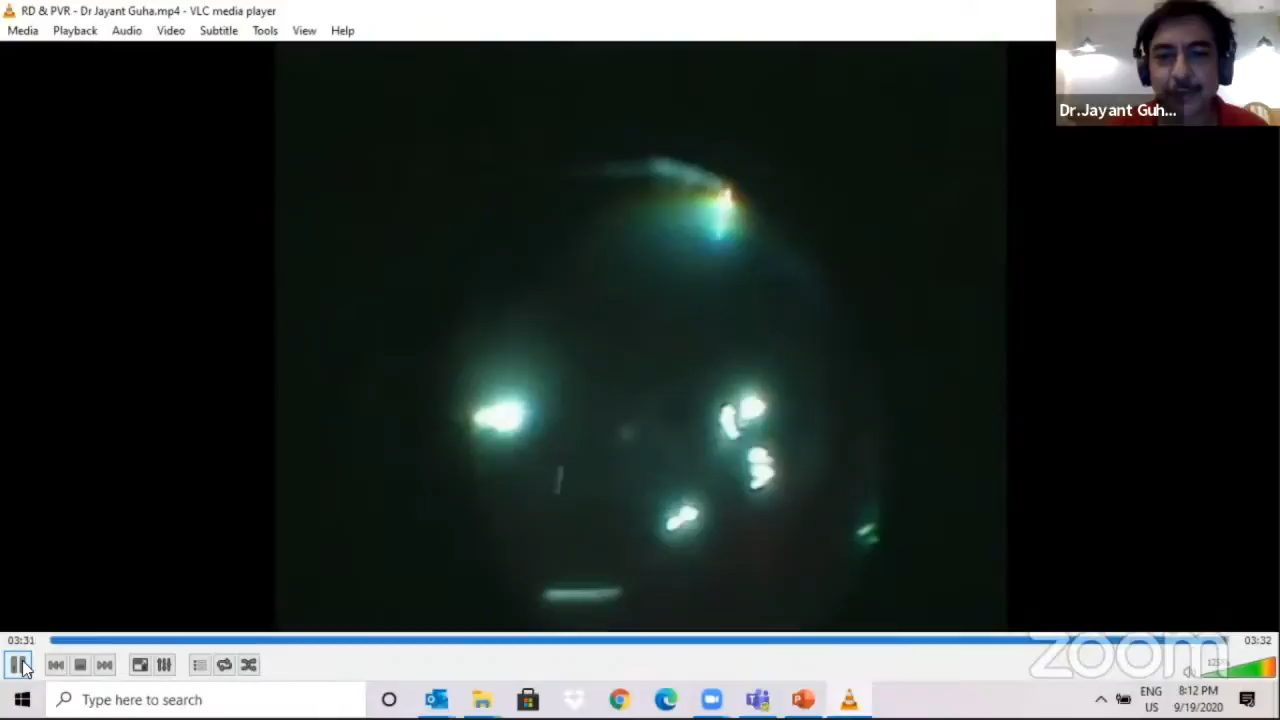 RD & PVR - Dr Jayant Guha.mp4 - VLC media player
Media Playback Audio Video Subtitle Tools View Help
Dr.Jayant Guh...
03:31
03:32
zoom
125%
Type here to search
ENG
US
8:12 PM
9/19/2020